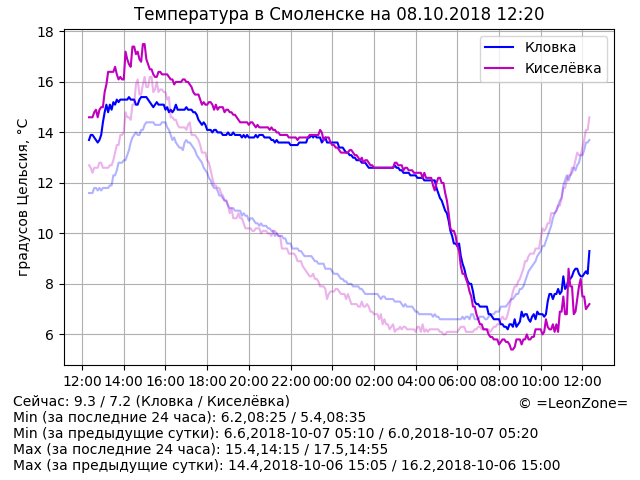 Температура в Смоленске на 08.10.2018 12:20
18
16
14
12
10
8
6
градусов Цельсия, °C
Кловка
Киселёвка
12:00 14:00 16:00 18:00 20:00 22:00 00:00 02:00 04:00 06:00 08:00 10:00 12:00
Сейчас: 9.3 / 7.2 (Кловка / Киселёвка)
© =LeonZone=
Min (за последние 24 часа): 6.2,08:25 / 5.4,08:35
Min (за предыдущие сутки): 6.6,2018-10-07 05:10 / 6.0,2018-10-07 05:20
Max (за последние 24 часа): 15.4,14:15 / 17.5,14:55
Max (за предыдущие сутки): 14.4,2018-10-06 15:05 / 16.2,2018-10-06 15:00